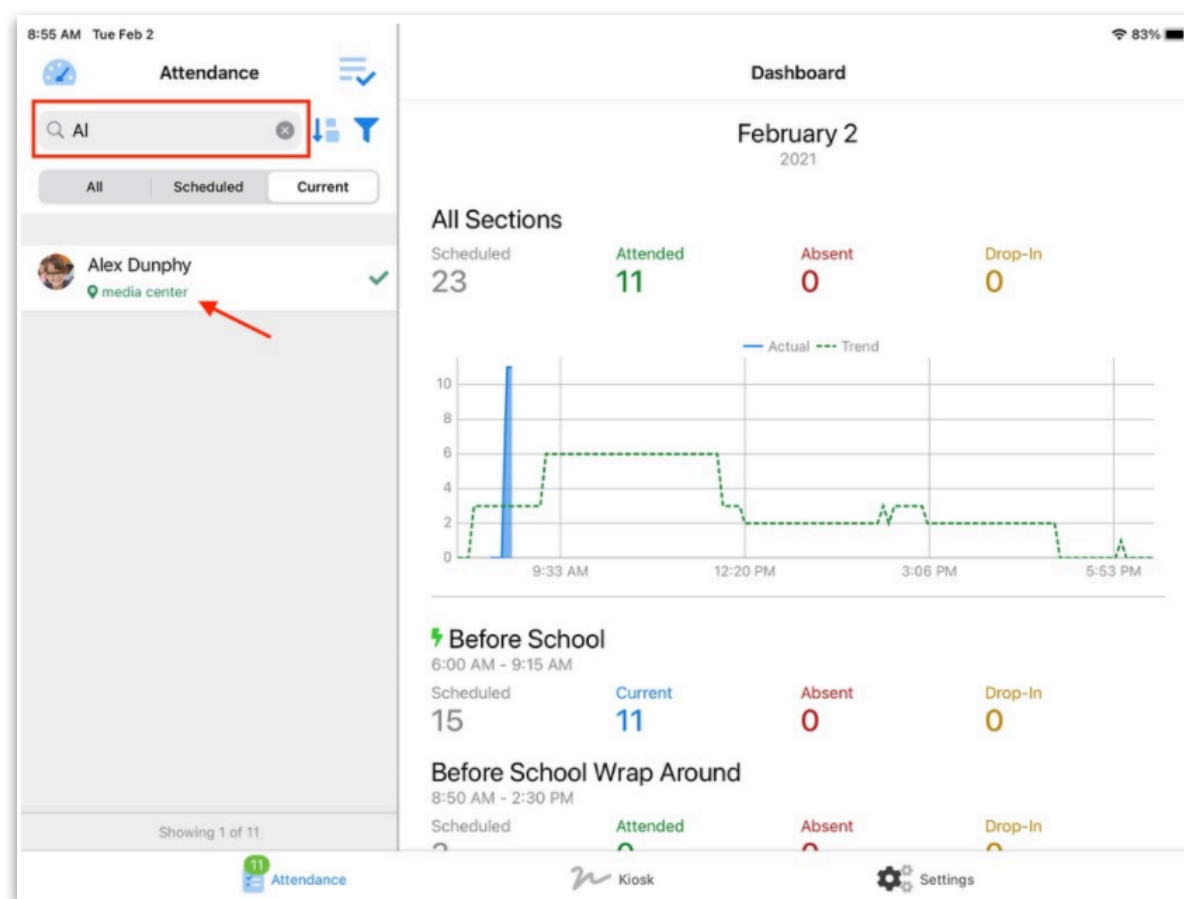 8:55 AM Tue Feb 2
83%
Attendance
Al
All Scheduled Current
Alex Dunphy
media center
Showing 1 of 11
Dashboard
February 2
2021
All Sections
Scheduled Attended Absent Drop-In
23 11 0 0
Actual Trend
10
8
6
4
2
0
9:33 AM 12:20 PM 3:06 PM 5:53 PM
Before School
6:00 AM - 9:15 AM
Scheduled Current Absent Drop-In
15 11 0 0
Before School Wrap Around
8:50 AM - 2:30 PM
Scheduled Attended Absent Drop-In
11
Attendance Kiosk Settings